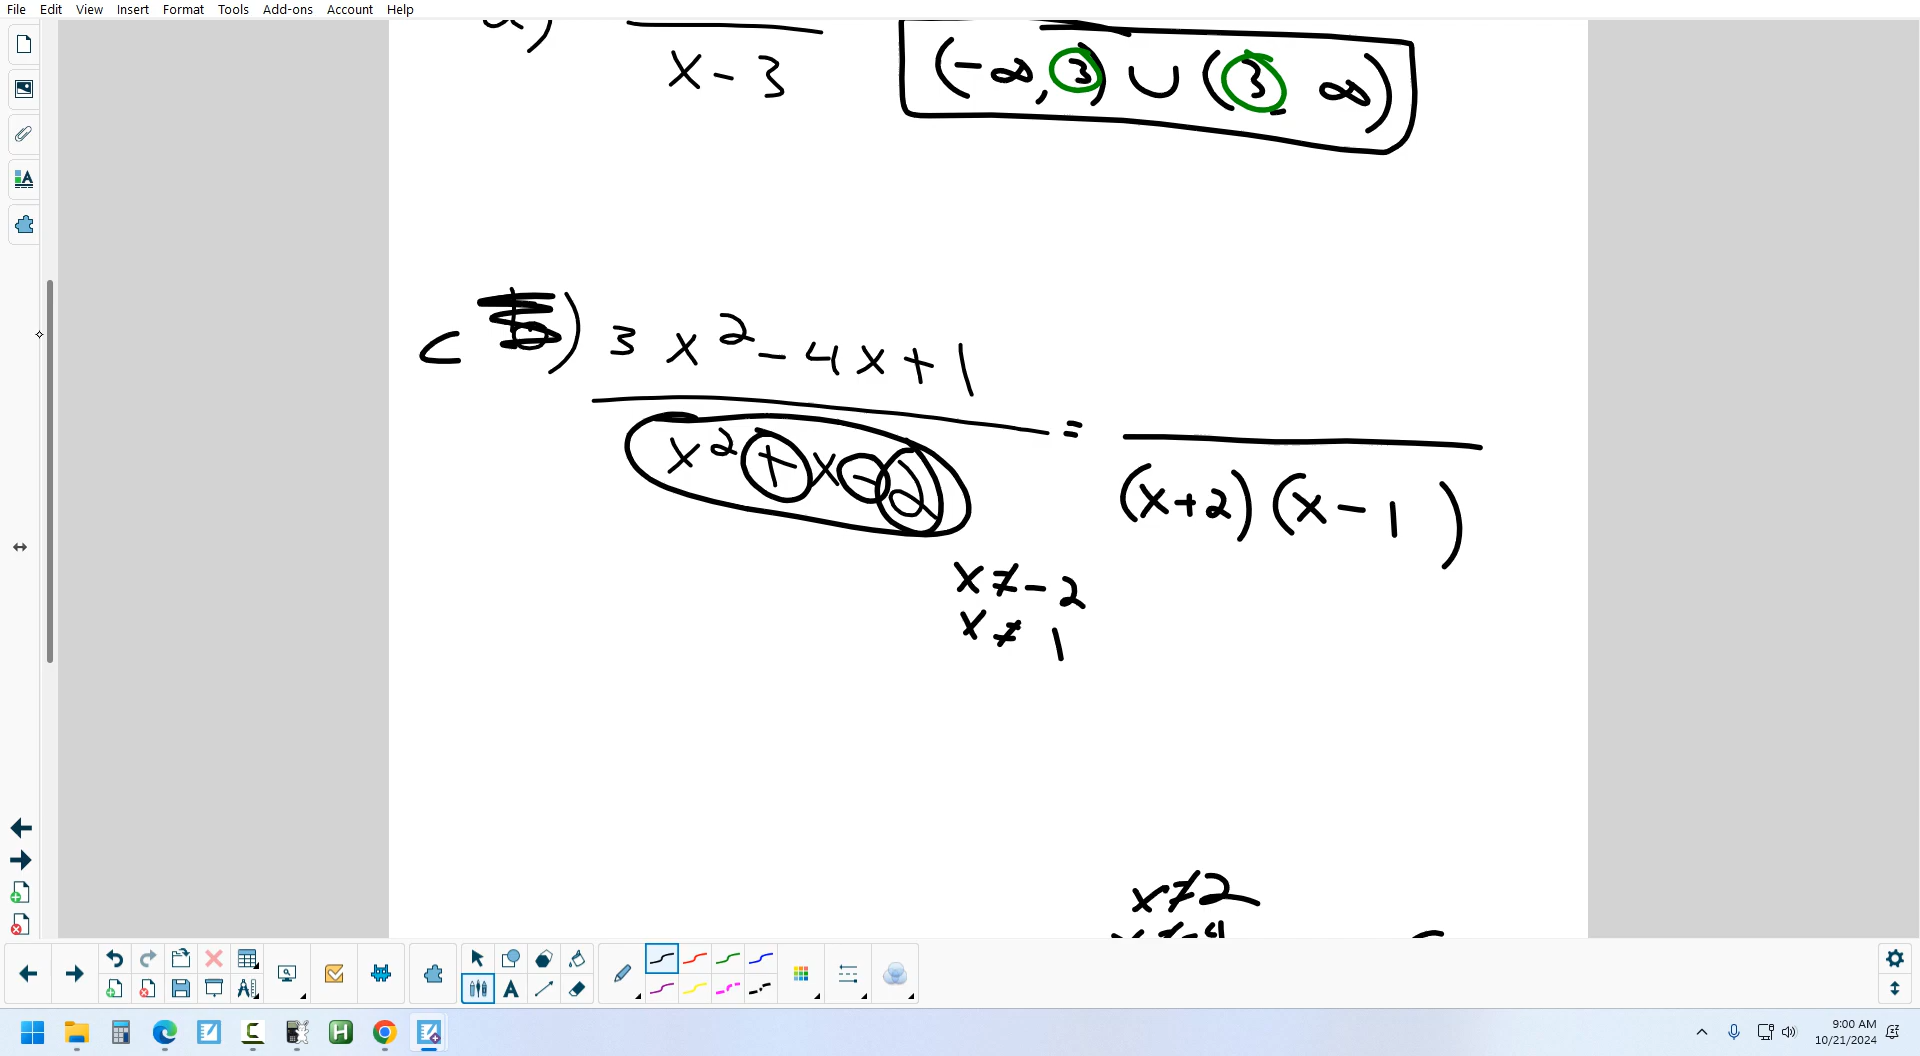 File Edit View Insert Format Tools Add-ons Account Help
x - 3
(-∞, 3) ∪ (3, ∞)
c
b) 3x² - 4x + 1
x² + x - 2
=
(x+2)(x-1)
x ≠ -2
x ≠ 1
x ≠ 2
9:00 AM
10/21/2024